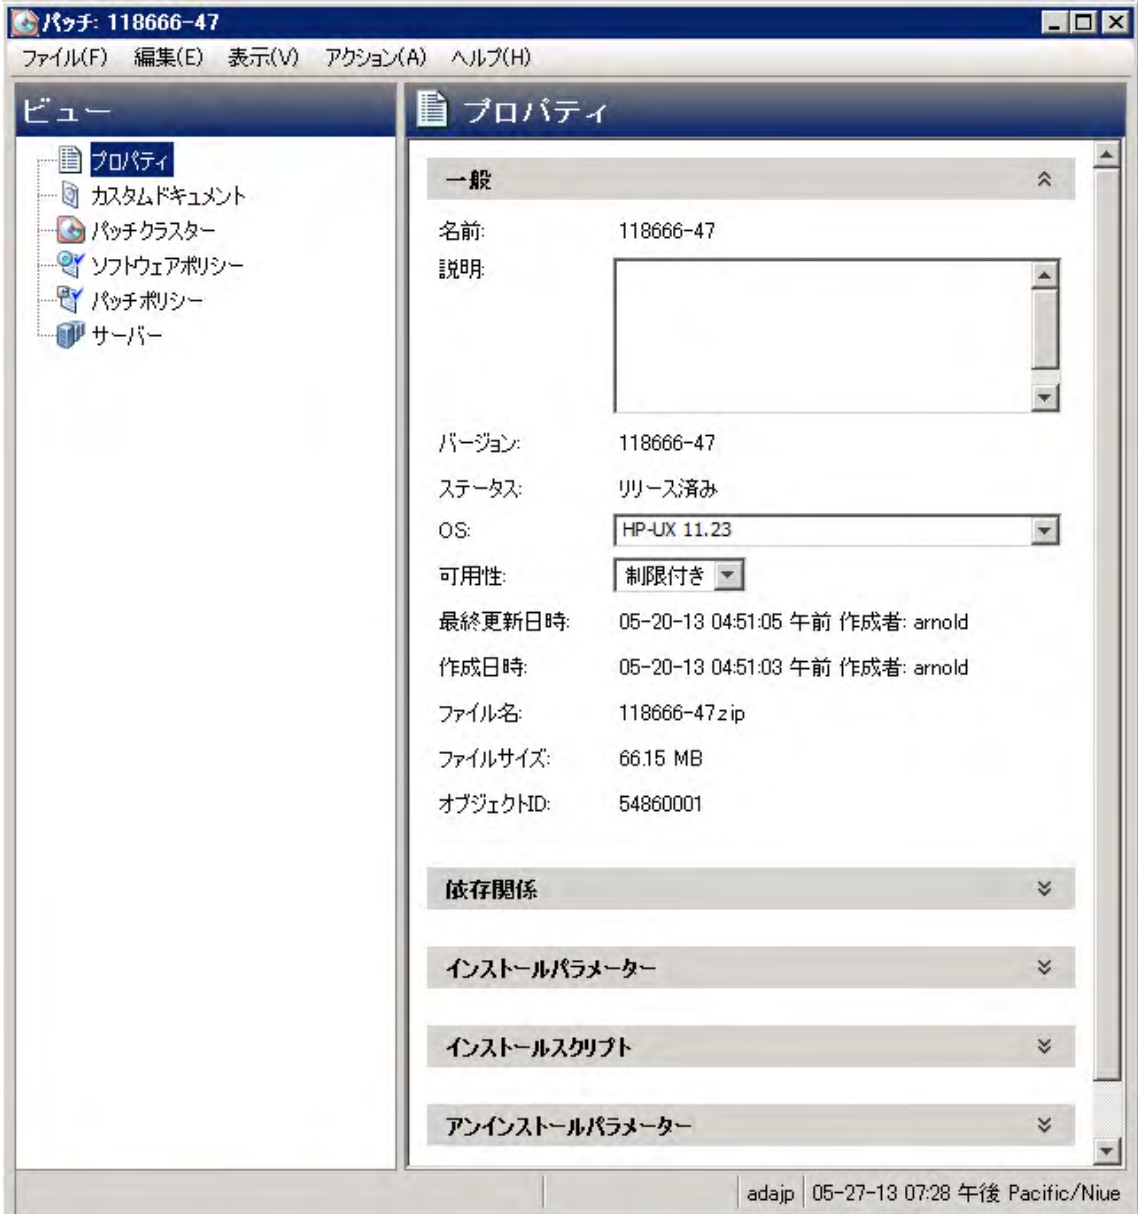 パッチ: 118666-47
ファイル(F) 編集(E) 表示(V) アクション(A) ヘルプ(H)
ビュー
プロパティ
カスタムドキュメント
パッチクラスター
ソフトウェアポリシー
パッチポリシー
サーバー
プロパティ
一般
名前: 118666-47
説明:
バージョン: 118666-47
ステータス: リリース済み
OS: HP-UX 11.23
可用性: 制限付き
最終更新日時: 05-20-13 04:51:05 午前 作成者: arnold
作成日時: 05-20-13 04:51:03 午前 作成者: arnold
ファイル名: 118666-47.zip
ファイルサイズ: 66.15 MB
オブジェクトID: 54860001
依存関係
インストールパラメーター
インストールスクリプト
アンインストールパラメーター
adajp 05-27-13 07:28 午後 Pacific/Niue